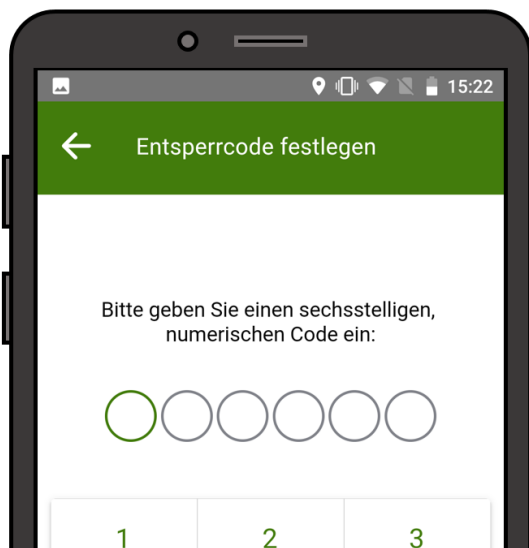 15:22
Entsperrcode festlegen
Bitte geben Sie einen sechsstelligen,
numerischen Code ein:
1 2 3